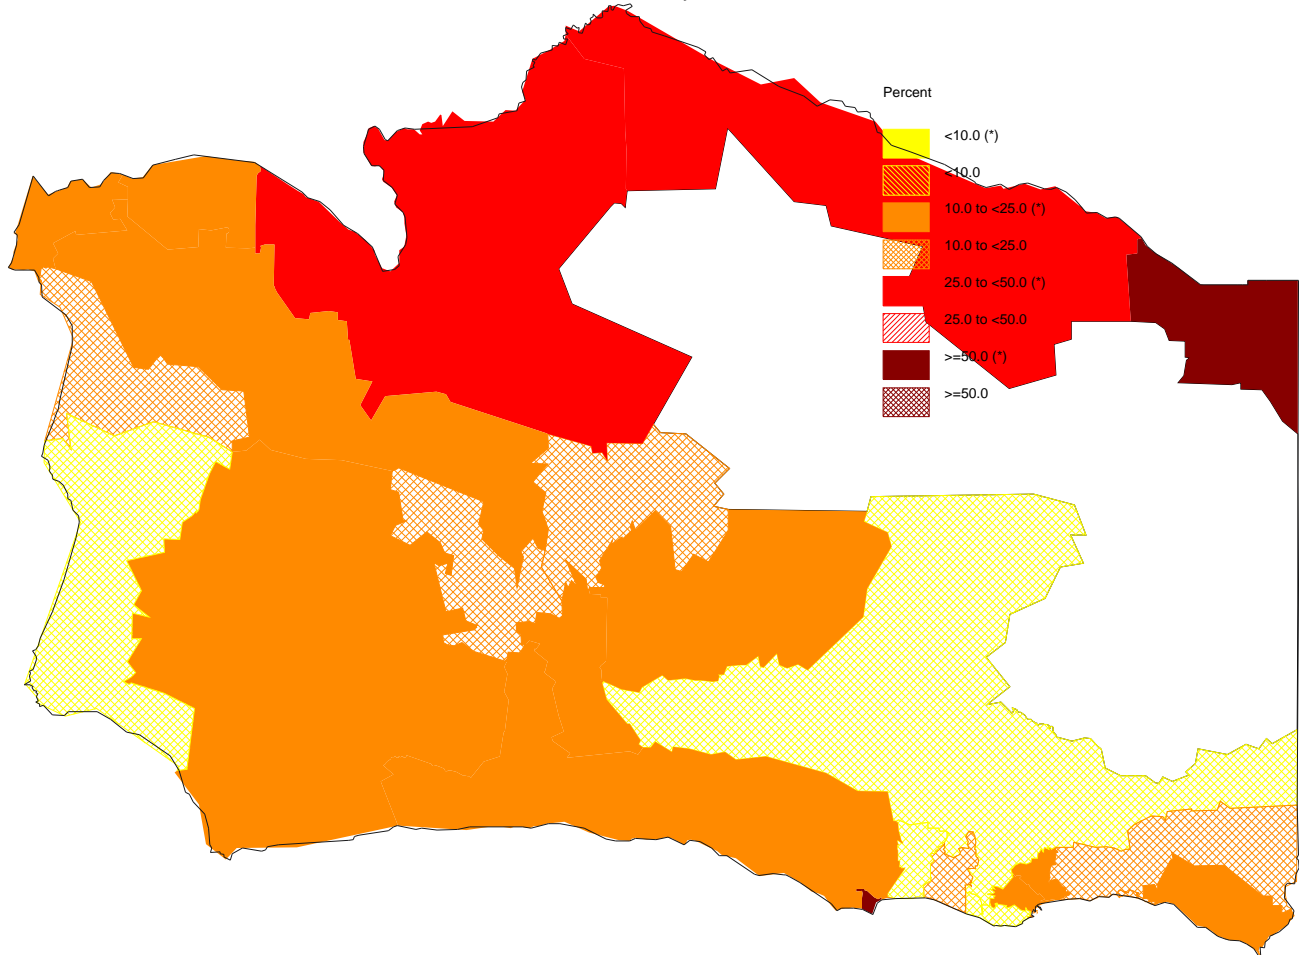 Percent
<10.0 (*)
<10.0
10.0 to <25.0 (*)
10.0 to <25.0
25.0 to <50.0 (*)
25.0 to <50.0
>=50.0 (*)
>=50.0